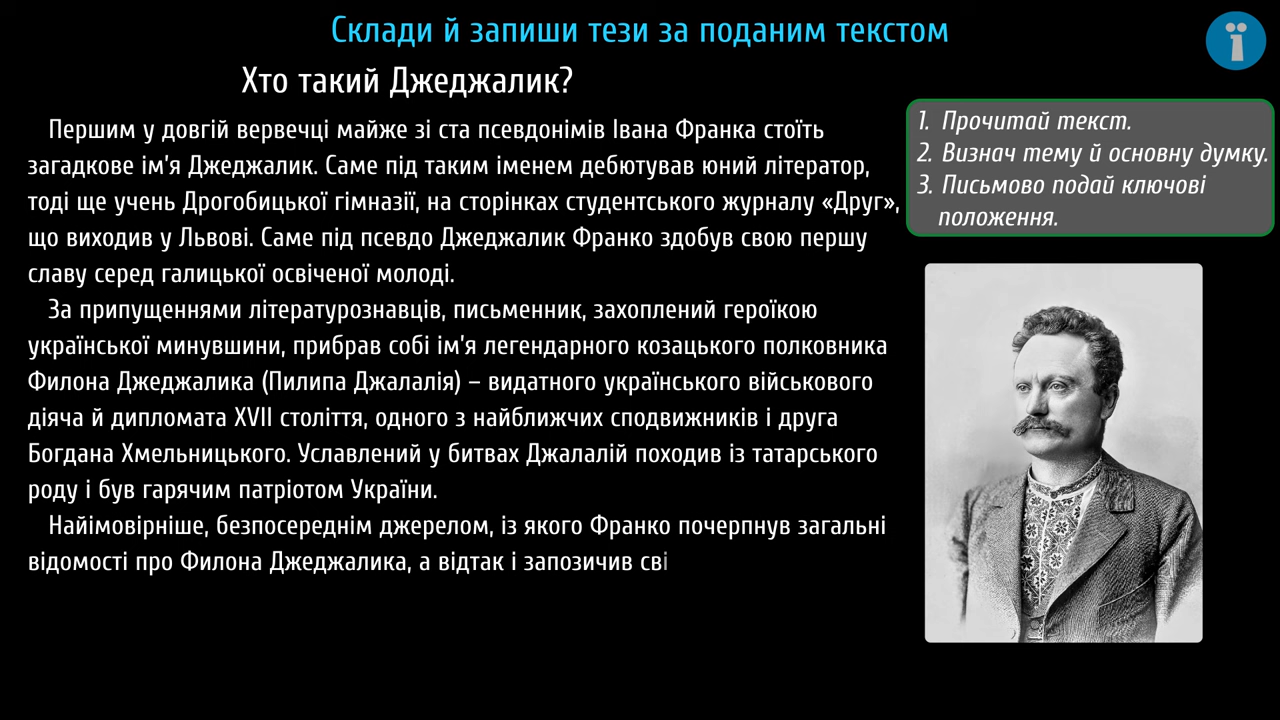 Склади й запиши тези за поданим текстом
Хто такий Джеджалик?
Першим у довгій вервечці майже зі ста псевдонімів Івана Франка стоїть
загадкове ім'я Джеджалик. Саме під таким іменем дебютував юний літератор,
тоді ще учень Дрогобицької гімназії, на сторінках студентського журналу «Друг»,
що виходив у Львові. Саме під псевдо Джеджалик Франко здобув свою першу
славу серед галицької освіченої молоді.
За припущеннями літературознавців, письменник, захоплений героїкою
української минувшини, прибрав собі ім'я легендарного козацького полковника
Филона Джеджалика (Пилипа Джалалія) – видатного українського військового
діяча й дипломата XVII століття, одного з найближчих сподвижників і друга
Богдана Хмельницького. Уславлений у битвах Джалалій походив із татарського
роду і був гарячим патріотом України.
Найімовірніше, безпосереднім джерелом, із якого Франко почерпнув загальні
відомості про Филона Джеджалика, а відтак і запозичив сві
ї
1. Прочитай текст.
2. Визнач тему й основну думку.
3. Письмово подай ключові
положення.